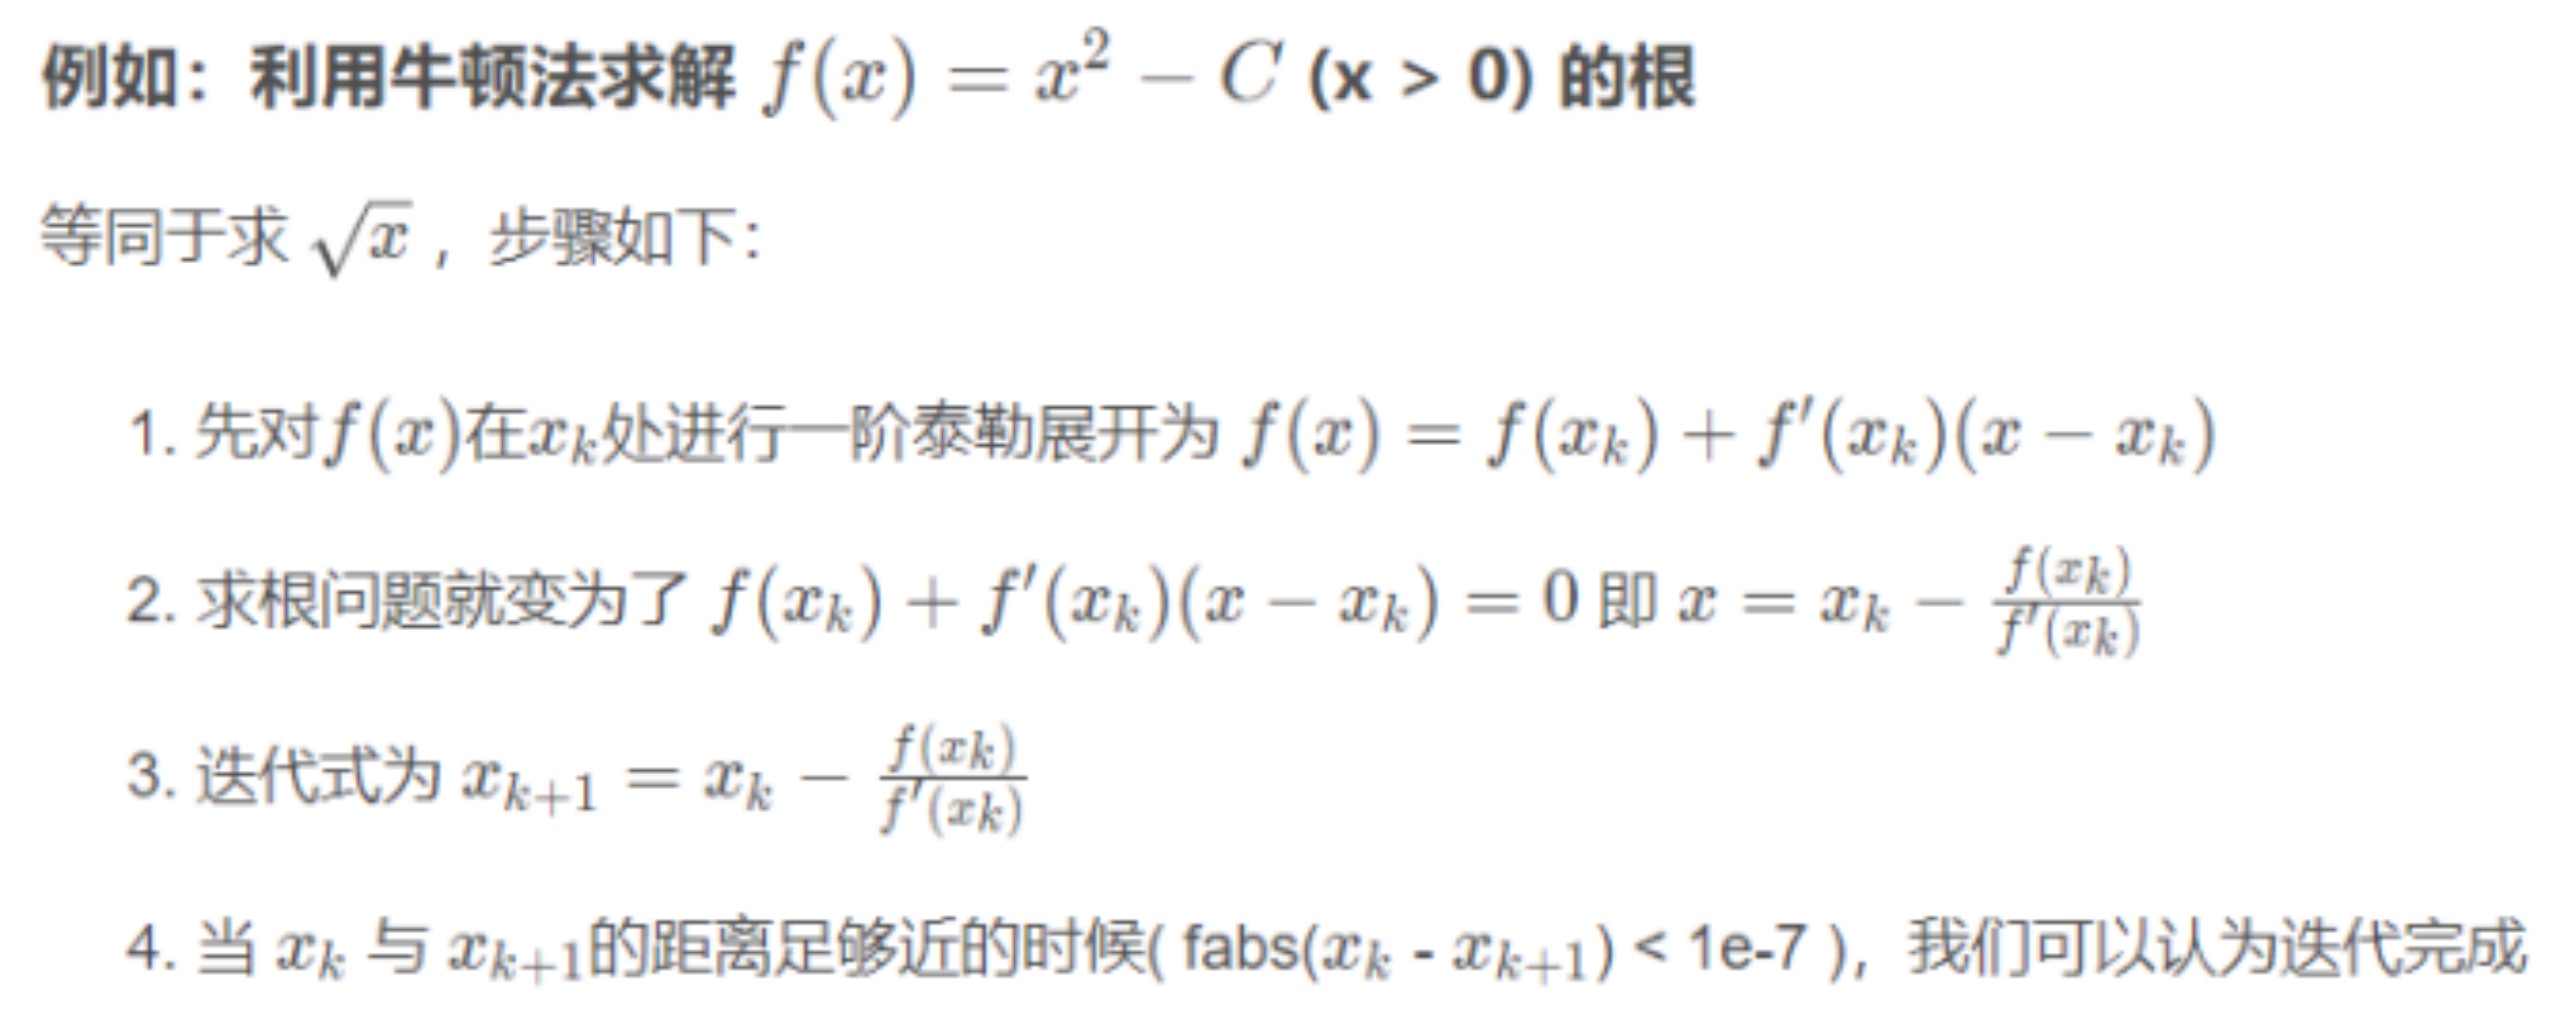 例如：利用牛顿法求解 $f(x) = x^2 - C$ (x > 0) 的根
等同于求 $\sqrt{x}$ ，步骤如下：
1. 先对$f(x)$在$x_k$处进行一阶泰勒展开为 $f(x) = f(x_k) + f'(x_k)(x - x_k)$
2. 求根问题就变为了 $f(x_k) + f'(x_k)(x - x_k) = 0$ 即 $x = x_k - \frac{f(x_k)}{f'(x_k)}$
3. 迭代式为 $x_{k+1} = x_k - \frac{f(x_k)}{f'(x_k)}$
4. 当 $x_k$ 与 $x_{k+1}$的距离足够近的时候( fabs($x_k$ - $x_{k+1}$) < 1e-7 )，我们可以认为迭代完成